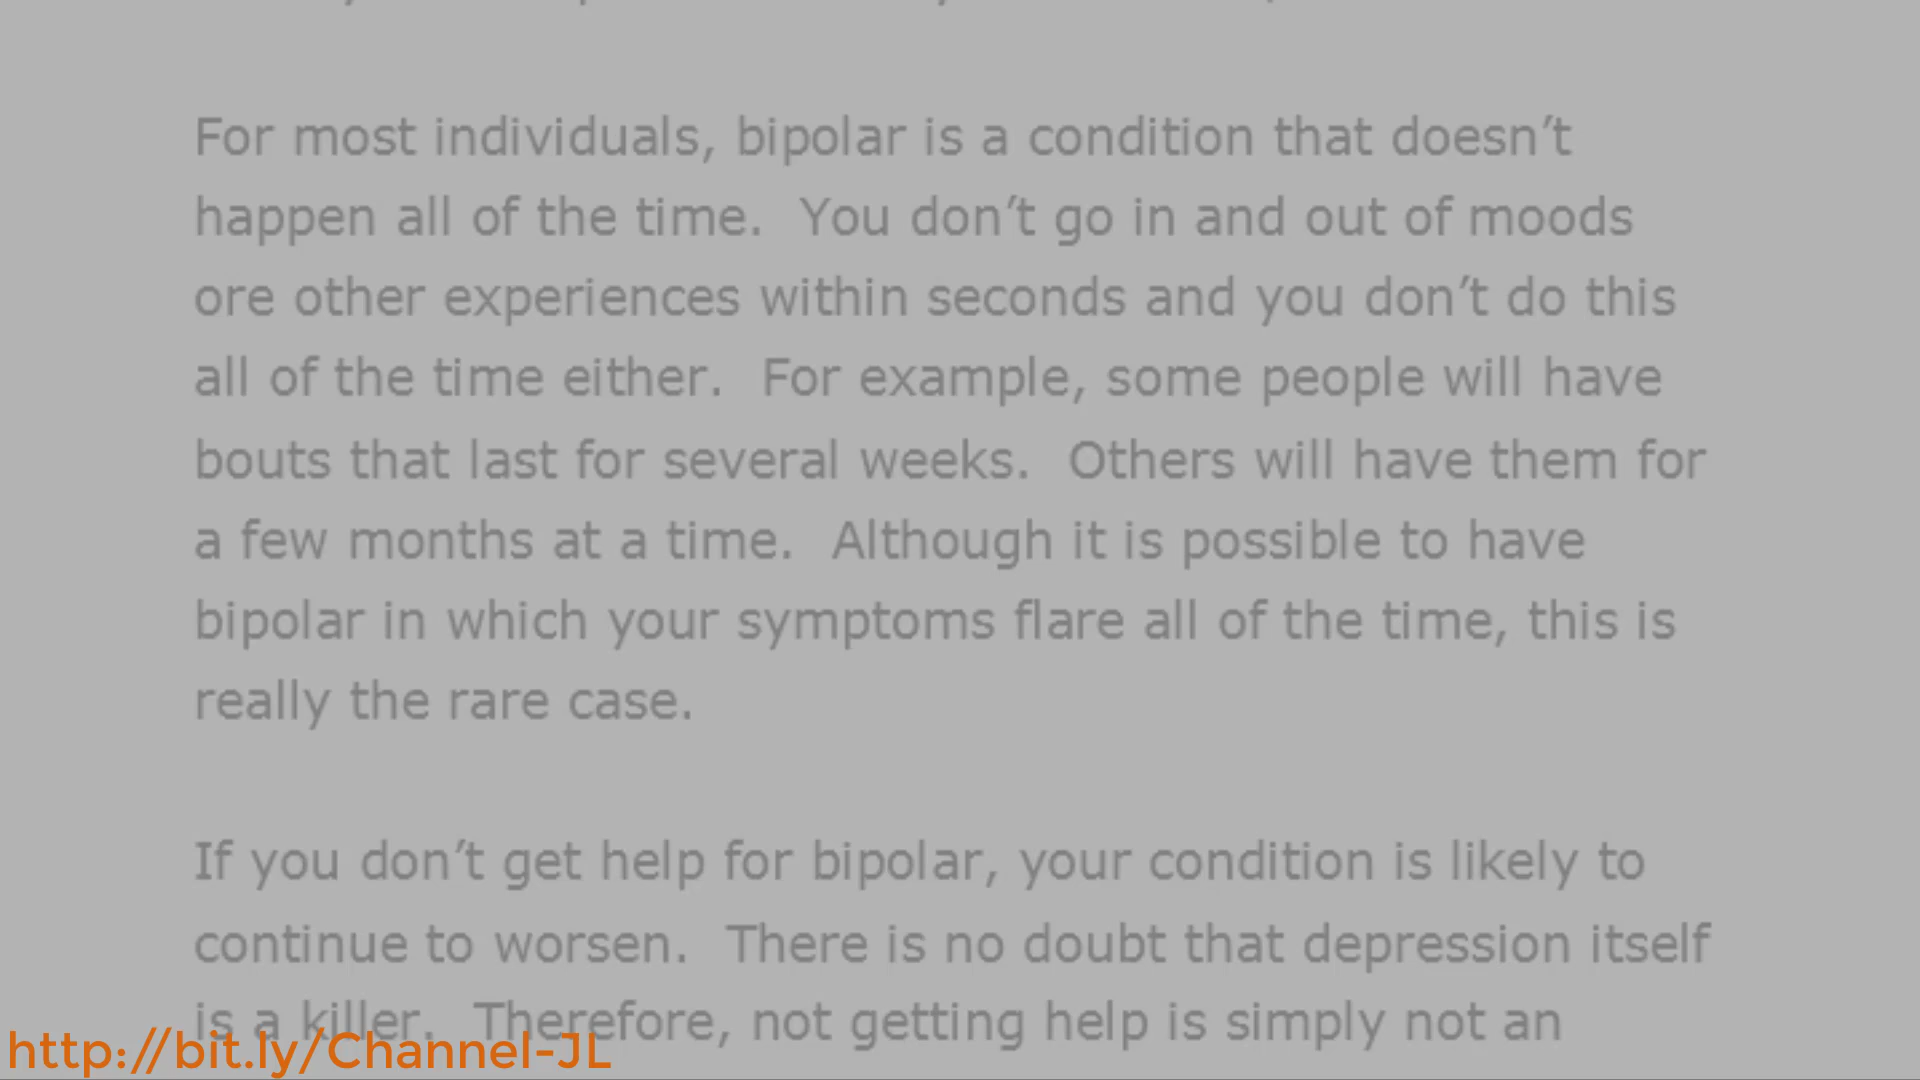 For most individuals, bipolar is a condition that doesn’t
happen all of the time.  You don’t go in and out of moods
ore other experiences within seconds and you don’t do this
all of the time either.  For example, some people will have
bouts that last for several weeks.  Others will have them for
a few months at a time.  Although it is possible to have
bipolar in which your symptoms flare all of the time, this is
really the rare case.
If you don’t get help for bipolar, your condition is likely to
continue to worsen.  There is no doubt that depression itself
is a killer.  Therefore, not getting help is simply not an
http://bit.ly/Channel-JL